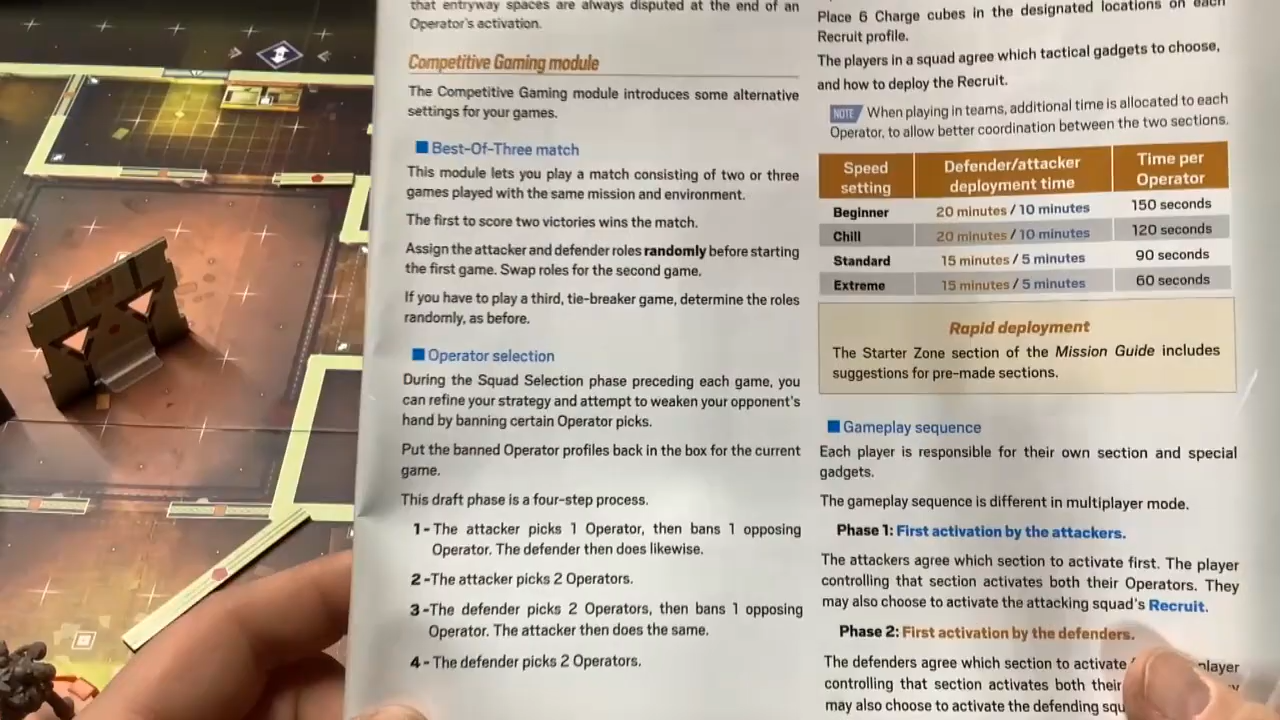 that entryway spaces are always disputed at the end of an
Operator's activation.
Competitive Gaming module
The Competitive Gaming module introduces some alternative
settings for your games.
Best-Of-Three match
This module lets you play a match consisting of two or three
games played with the same mission and environment.
The first to score two victories wins the match.
Assign the attacker and defender roles randomly before starting
the first game. Swap roles for the second game.
If you have to play a third, tie-breaker game, determine the roles
randomly, as before.
Operator selection
During the Squad Selection phase preceding each game, you
can refine your strategy and attempt to weaken your opponent's
hand by banning certain Operator picks.
Put the banned Operator profiles back in the box for the current
game.
This draft phase is a four-step process.
1 - The attacker picks 1 Operator, then bans 1 opposing
Operator. The defender then does likewise.
2 -The attacker picks 2 Operators.
3 -The defender picks 2 Operators, then bans 1 opposing
Operator. The attacker then does the same.
4 - The defender picks 2 Operators.
Place 6 Charge cubes in the designated locations on each
Recruit profile.
The players in a squad agree which tactical gadgets to choose,
and how to deploy the Recruit.
NOTE When playing in teams, additional time is allocated to each
Operator, to allow better coordination between the two sections.
Speed setting Defender/attacker deployment time Time per Operator
Beginner 20 minutes / 10 minutes 150 seconds
Chill 20 minutes / 10 minutes 120 seconds
Standard 15 minutes / 5 minutes 90 seconds
Extreme 15 minutes / 5 minutes 60 seconds
Rapid deployment
The Starter Zone section of the Mission Guide includes
suggestions for pre-made sections.
Gameplay sequence
Each player is responsible for their own section and special
gadgets.
The gameplay sequence is different in multiplayer mode.
Phase 1: First activation by the attackers.
The attackers agree which section to activate first. The player
controlling that section activates both their Operators. They
may also choose to activate the attacking squad's Recruit.
Phase 2: First activation by the defenders.
The defenders agree which section to activate player
controlling that section activates both their
may also choose to activate the defending squ